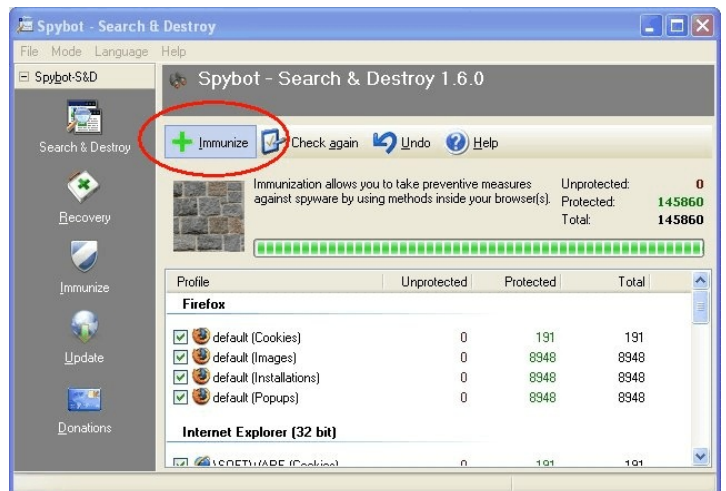 Spybot - Search & Destroy
File Mode Language Help
Spybot-S&D
Spybot - Search & Destroy 1.6.0
Search & Destroy
Recovery
Immunize
Update
Donations
Immunize Check again Undo Help
Immunization allows you to take preventive measures
against spyware by using methods inside your browser(s).
Unprotected: 0
Protected: 145860
Total: 145860
Profile Unprotected Protected Total
Firefox
default (Cookies) 0 191 191
default (Images) 0 8948 8948
default (Installations) 0 8948 8948
default (Popups) 0 8948 8948
Internet Explorer (32 bit)
\SOFTWARE (Cookies) 0 191 191